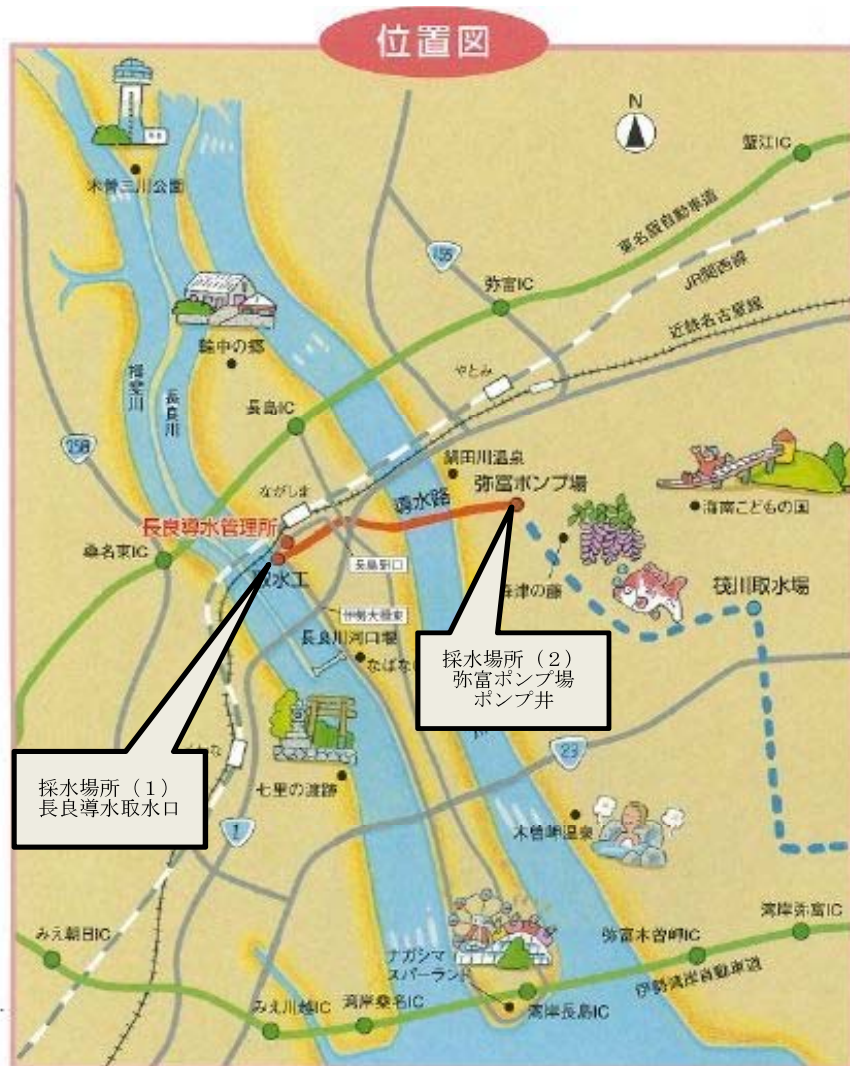 位置図
N
蟹江IC
木曽三川公園
東名阪自動車道
155
JR関西線
弥富IC
近鉄名古屋線
輪中の郷
やとみ
揖斐川
長良川
長島IC
258
鍋田川温泉
弥富ポンプ場
導水路
海南こどもの国
ながしま
長良導水管理所
桑名東IC
取水工
長島駅口
森津の藤
筏川取水場
伊勢大橋東
長良川河口堰
なばな
採水場所（2）
弥富ポンプ場
ポンプ井
川
23
採水場所（1）
長良導水取水口
な
七里の渡跡
1
木曽岬温泉
みえ朝日IC
湾岸弥富IC
弥富木曽岬IC
ナガシマ
スパーランド
伊勢湾岸自動車道
みえ川越IC
湾岸桑名IC
湾岸長島IC